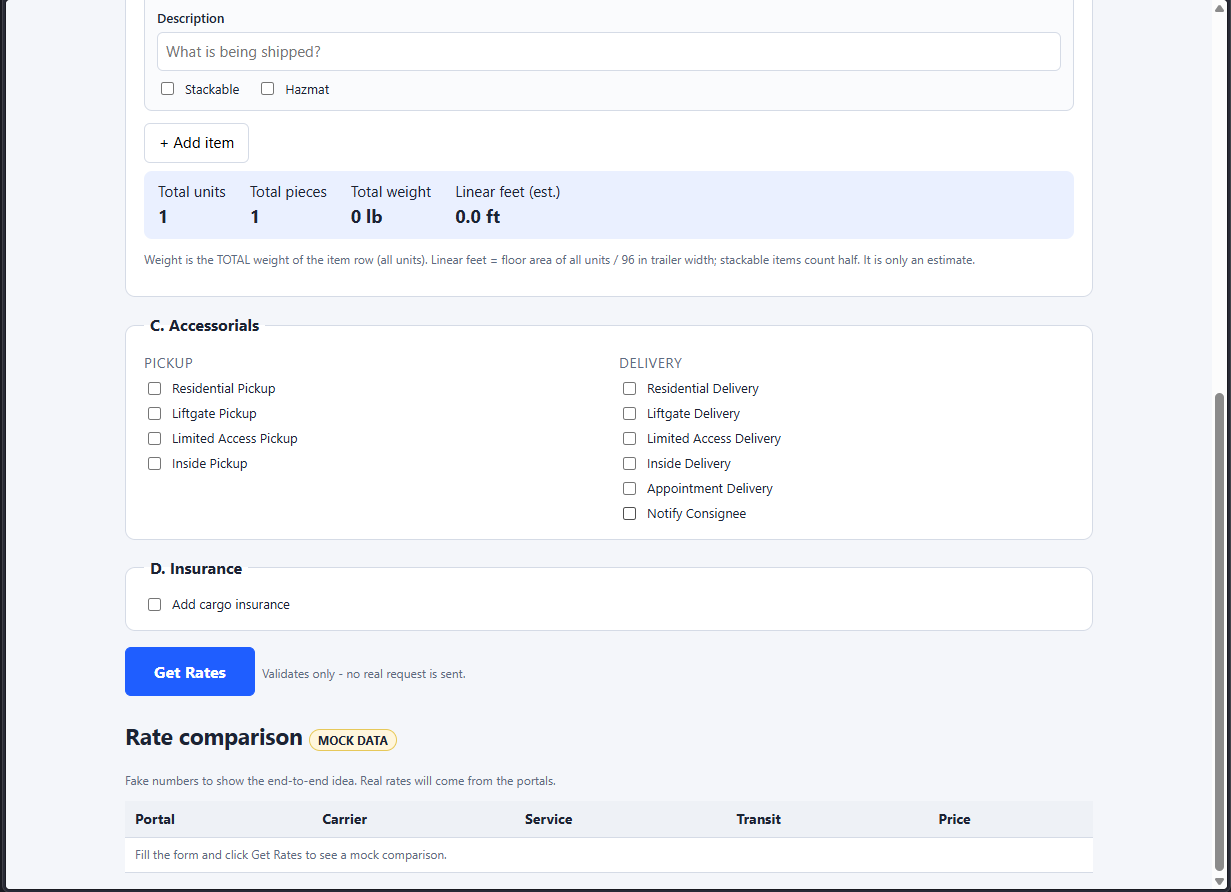 Description
What is being shipped?
Stackable Hazmat
+ Add item
Total units Total pieces Total weight Linear feet (est.)
1 1 0 lb 0.0 ft
Weight is the TOTAL weight of the item row (all units). Linear feet = floor area of all units / 96 in trailer width; stackable items count half. It is only an estimate.
C. Accessorials
PICKUP
Residential Pickup
Liftgate Pickup
Limited Access Pickup
Inside Pickup
DELIVERY
Residential Delivery
Liftgate Delivery
Limited Access Delivery
Inside Delivery
Appointment Delivery
Notify Consignee
D. Insurance
Add cargo insurance
Get Rates Validates only - no real request is sent.
Rate comparison MOCK DATA
Fake numbers to show the end-to-end idea. Real rates will come from the portals.
Portal Carrier Service Transit Price
Fill the form and click Get Rates to see a mock comparison.